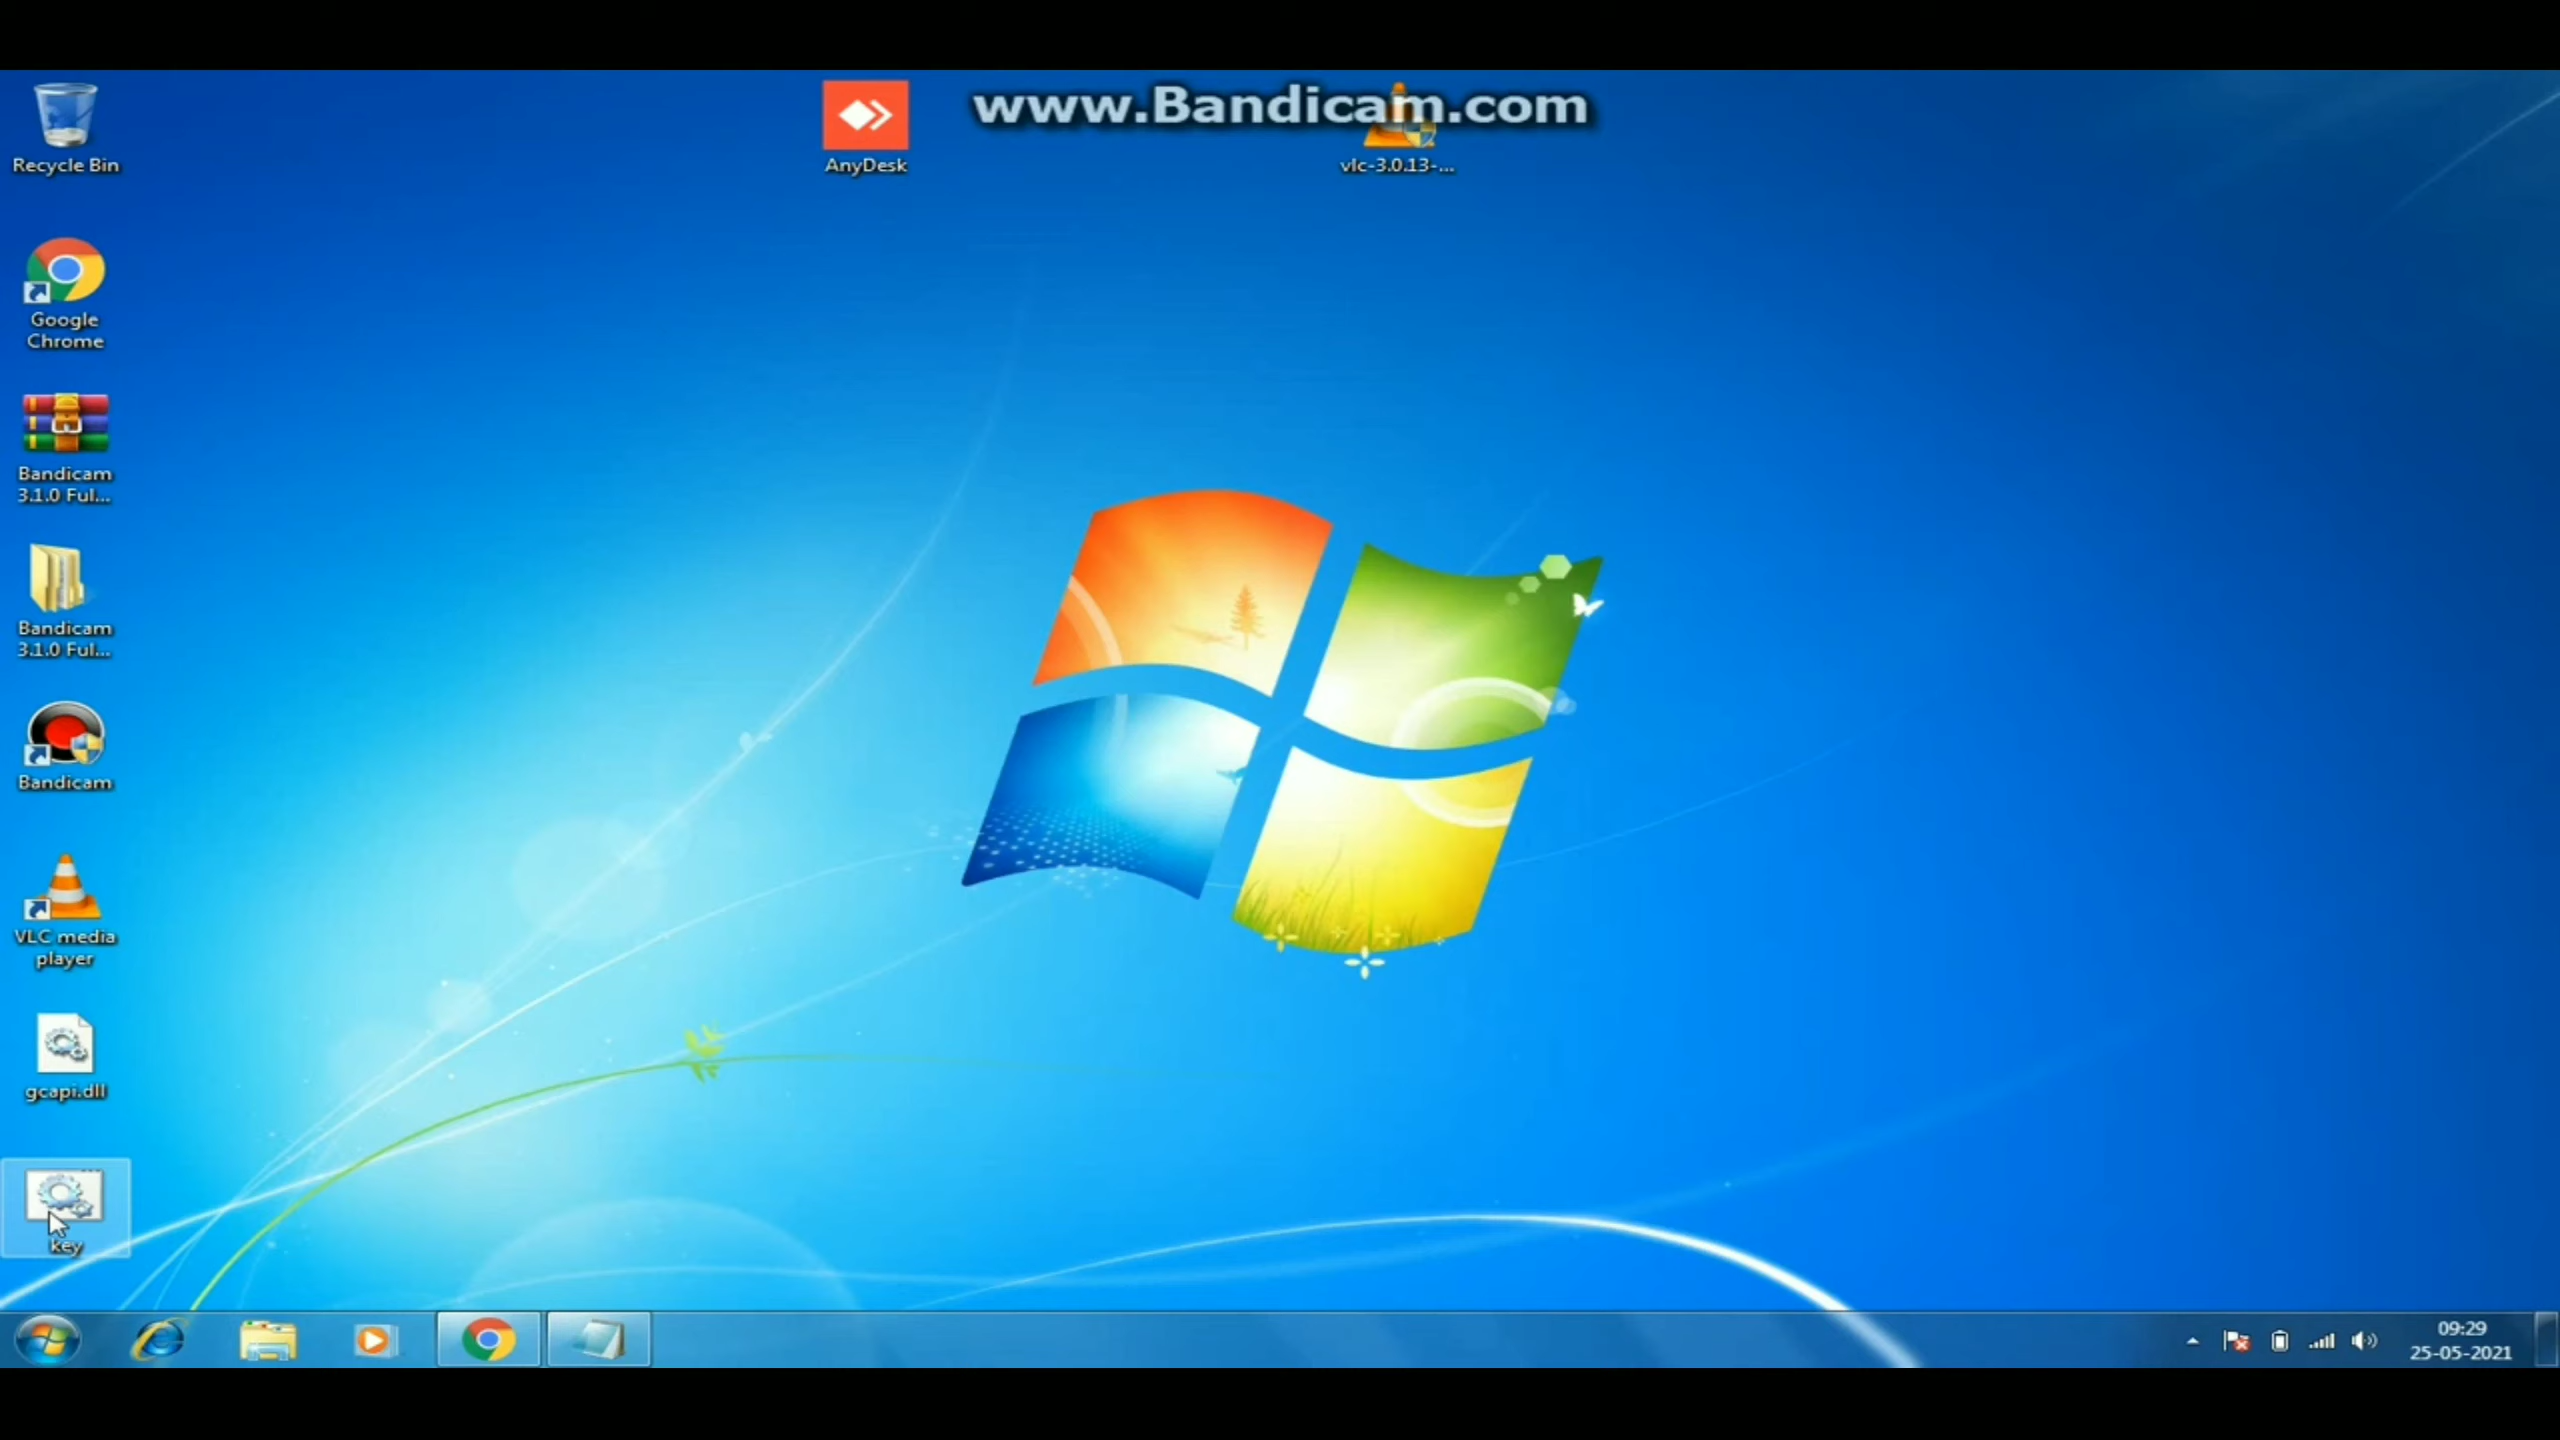 www.Bandicam.com
Recycle Bin
AnyDesk
vlc-3.0.13-...
Google
Chrome
Bandicam
3.1.0 Ful...
Bandicam
3.1.0 Ful...
Bandicam
VLC media
player
gcapi.dll
key
09:29
25-05-2021